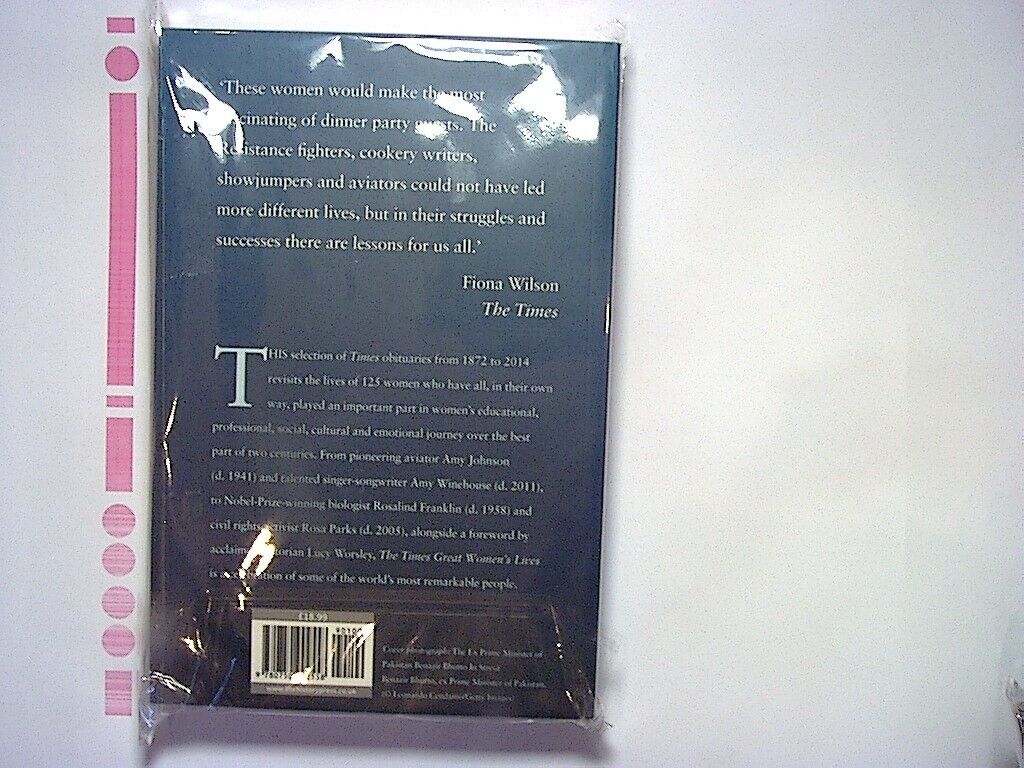 ‘These women would make the most
of dinner party guests. The
Resistance fighters, cookery writers,
showjumpers and aviators could not have led
more different lives, but in their struggles and
successes there are lessons for us all.’
Fiona Wilson
The Times
THIS selection of Times obituaries from 1872 to 2014
revisits the lives of 125 women who have all, in their own
way, played an important part in women’s educational,
professional, social, cultural and emotional journey over the best
part of two centuries. From pioneering aviator Amy Johnson
(d. 1941) and talented singer-songwriter Amy Winehouse (d. 2011),
to Nobel-Prize-winning biologist Rosalind Franklin (d. 1958) and
civil rights activist Rosa Parks (d. 2005), alongside a foreword by
Lucy Worsley, The Times Great Women’s Lives
is a celebration of some of the world’s most remarkable people.
£18.99
Cover photograph: The Ex Prime Minister of
Pakistan Benazir Bhutto In Stresa
Benazir Bhutto, ex Prime Minister of Pakistan,
(c) Leonardo Cendamo/Getty Images